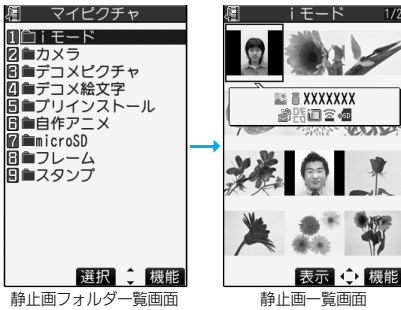 マイピクチャ
1 iモード
2 カメラ
3 デコメピクチャ
4 デコメ絵文字
5 プリインストール
6 自作アニメ
7 microSD
8 フレーム
9 スタンプ
選択 機能
静止画フォルダ一覧画面
iモード 1/2
XXXXXXX
表示 機能
静止画一覧画面